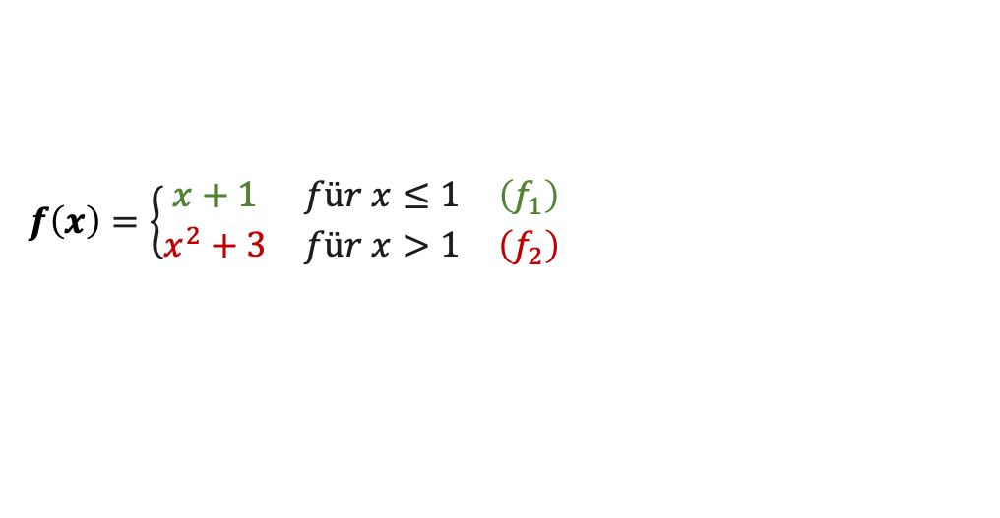 f(x) = { x + 1 für x ≤ 1 (f₁)
x² + 3 für x > 1 (f₂)